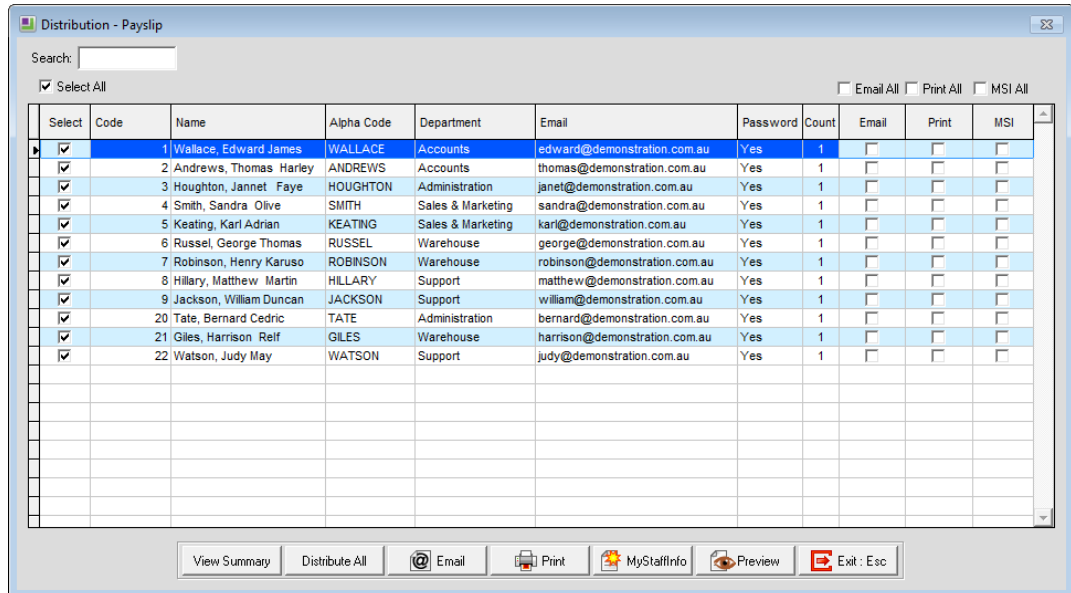 Distribution - Payslip
Search:
Select All Email All Print All MSI All
Select Code Name Alpha Code Department Email Password Count Email Print MSI
1 Wallace, Edward James WALLACE Accounts edward@demonstration.com.au Yes 1
2 Andrews, Thomas Harley ANDREWS Accounts thomas@demonstration.com.au Yes 1
3 Houghton, Jannet Faye HOUGHTON Administration janet@demonstration.com.au Yes 1
4 Smith, Sandra Olive SMITH Sales & Marketing sandra@demonstration.com.au Yes 1
5 Keating, Karl Adrian KEATING Sales & Marketing karl@demonstration.com.au Yes 1
6 Russel, George Thomas RUSSEL Warehouse george@demonstration.com.au Yes 1
7 Robinson, Henry Karuso ROBINSON Warehouse robinson@demonstration.com.au Yes 1
8 Hillary, Matthew Martin HILLARY Support matthew@demonstration.com.au Yes 1
9 Jackson, William Duncan JACKSON Support william@demonstration.com.au Yes 1
20 Tate, Bernard Cedric TATE Administration bernard@demonstration.com.au Yes 1
21 Giles, Harrison Relf GILES Warehouse harrison@demonstration.com.au Yes 1
22 Watson, Judy May WATSON Support judy@demonstration.com.au Yes 1
View Summary Distribute All @ Email Print MyStaffInfo Preview Exit : Esc